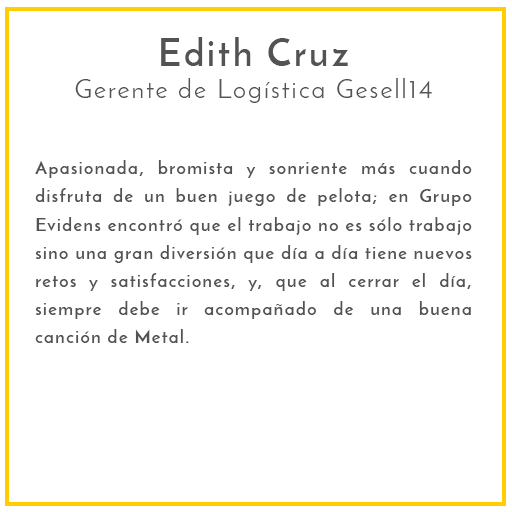 Edith Cruz
Gerente de Logística Gesell14
Apasionada, bromista y sonriente más cuando
disfruta de un buen juego de pelota; en Grupo
Evidens encontró que el trabajo no es sólo trabajo
sino una gran diversión que día a día tiene nuevos
retos y satisfacciones, y, que al cerrar el día,
siempre debe ir acompañado de una buena
canción de Metal.